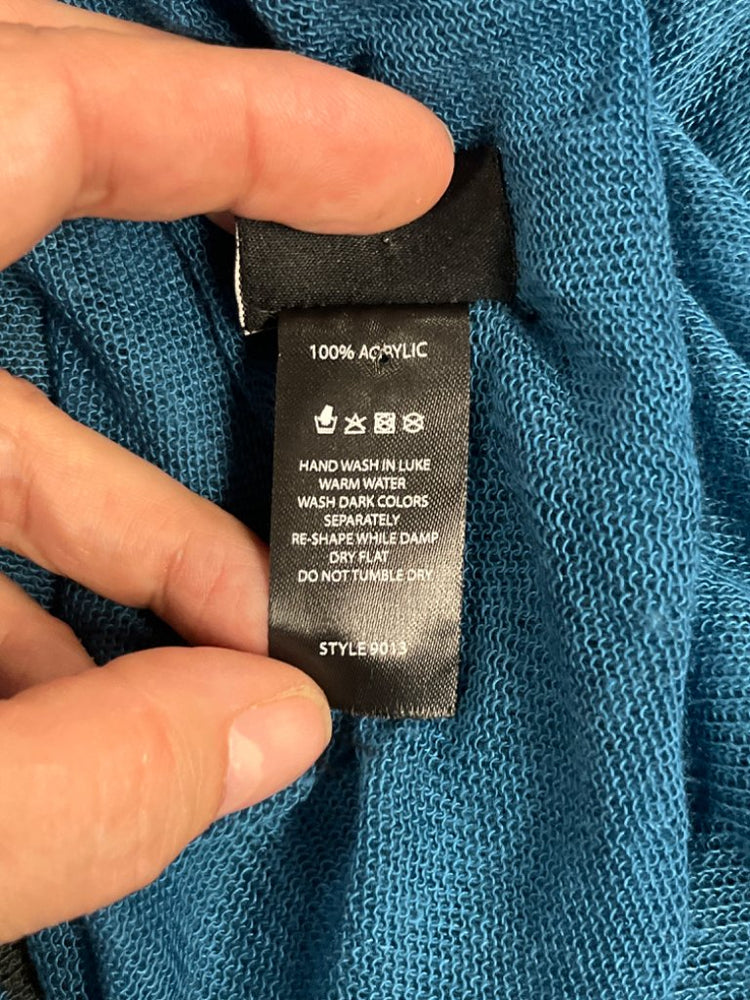 100% ACRYLIC
HAND WASH IN LUKE
WARM WATER
WASH DARK COLORS
SEPARATELY
RE-SHAPE WHILE DAMP
DRY FLAT
DO NOT TUMBLE DRY
STYLE 9013